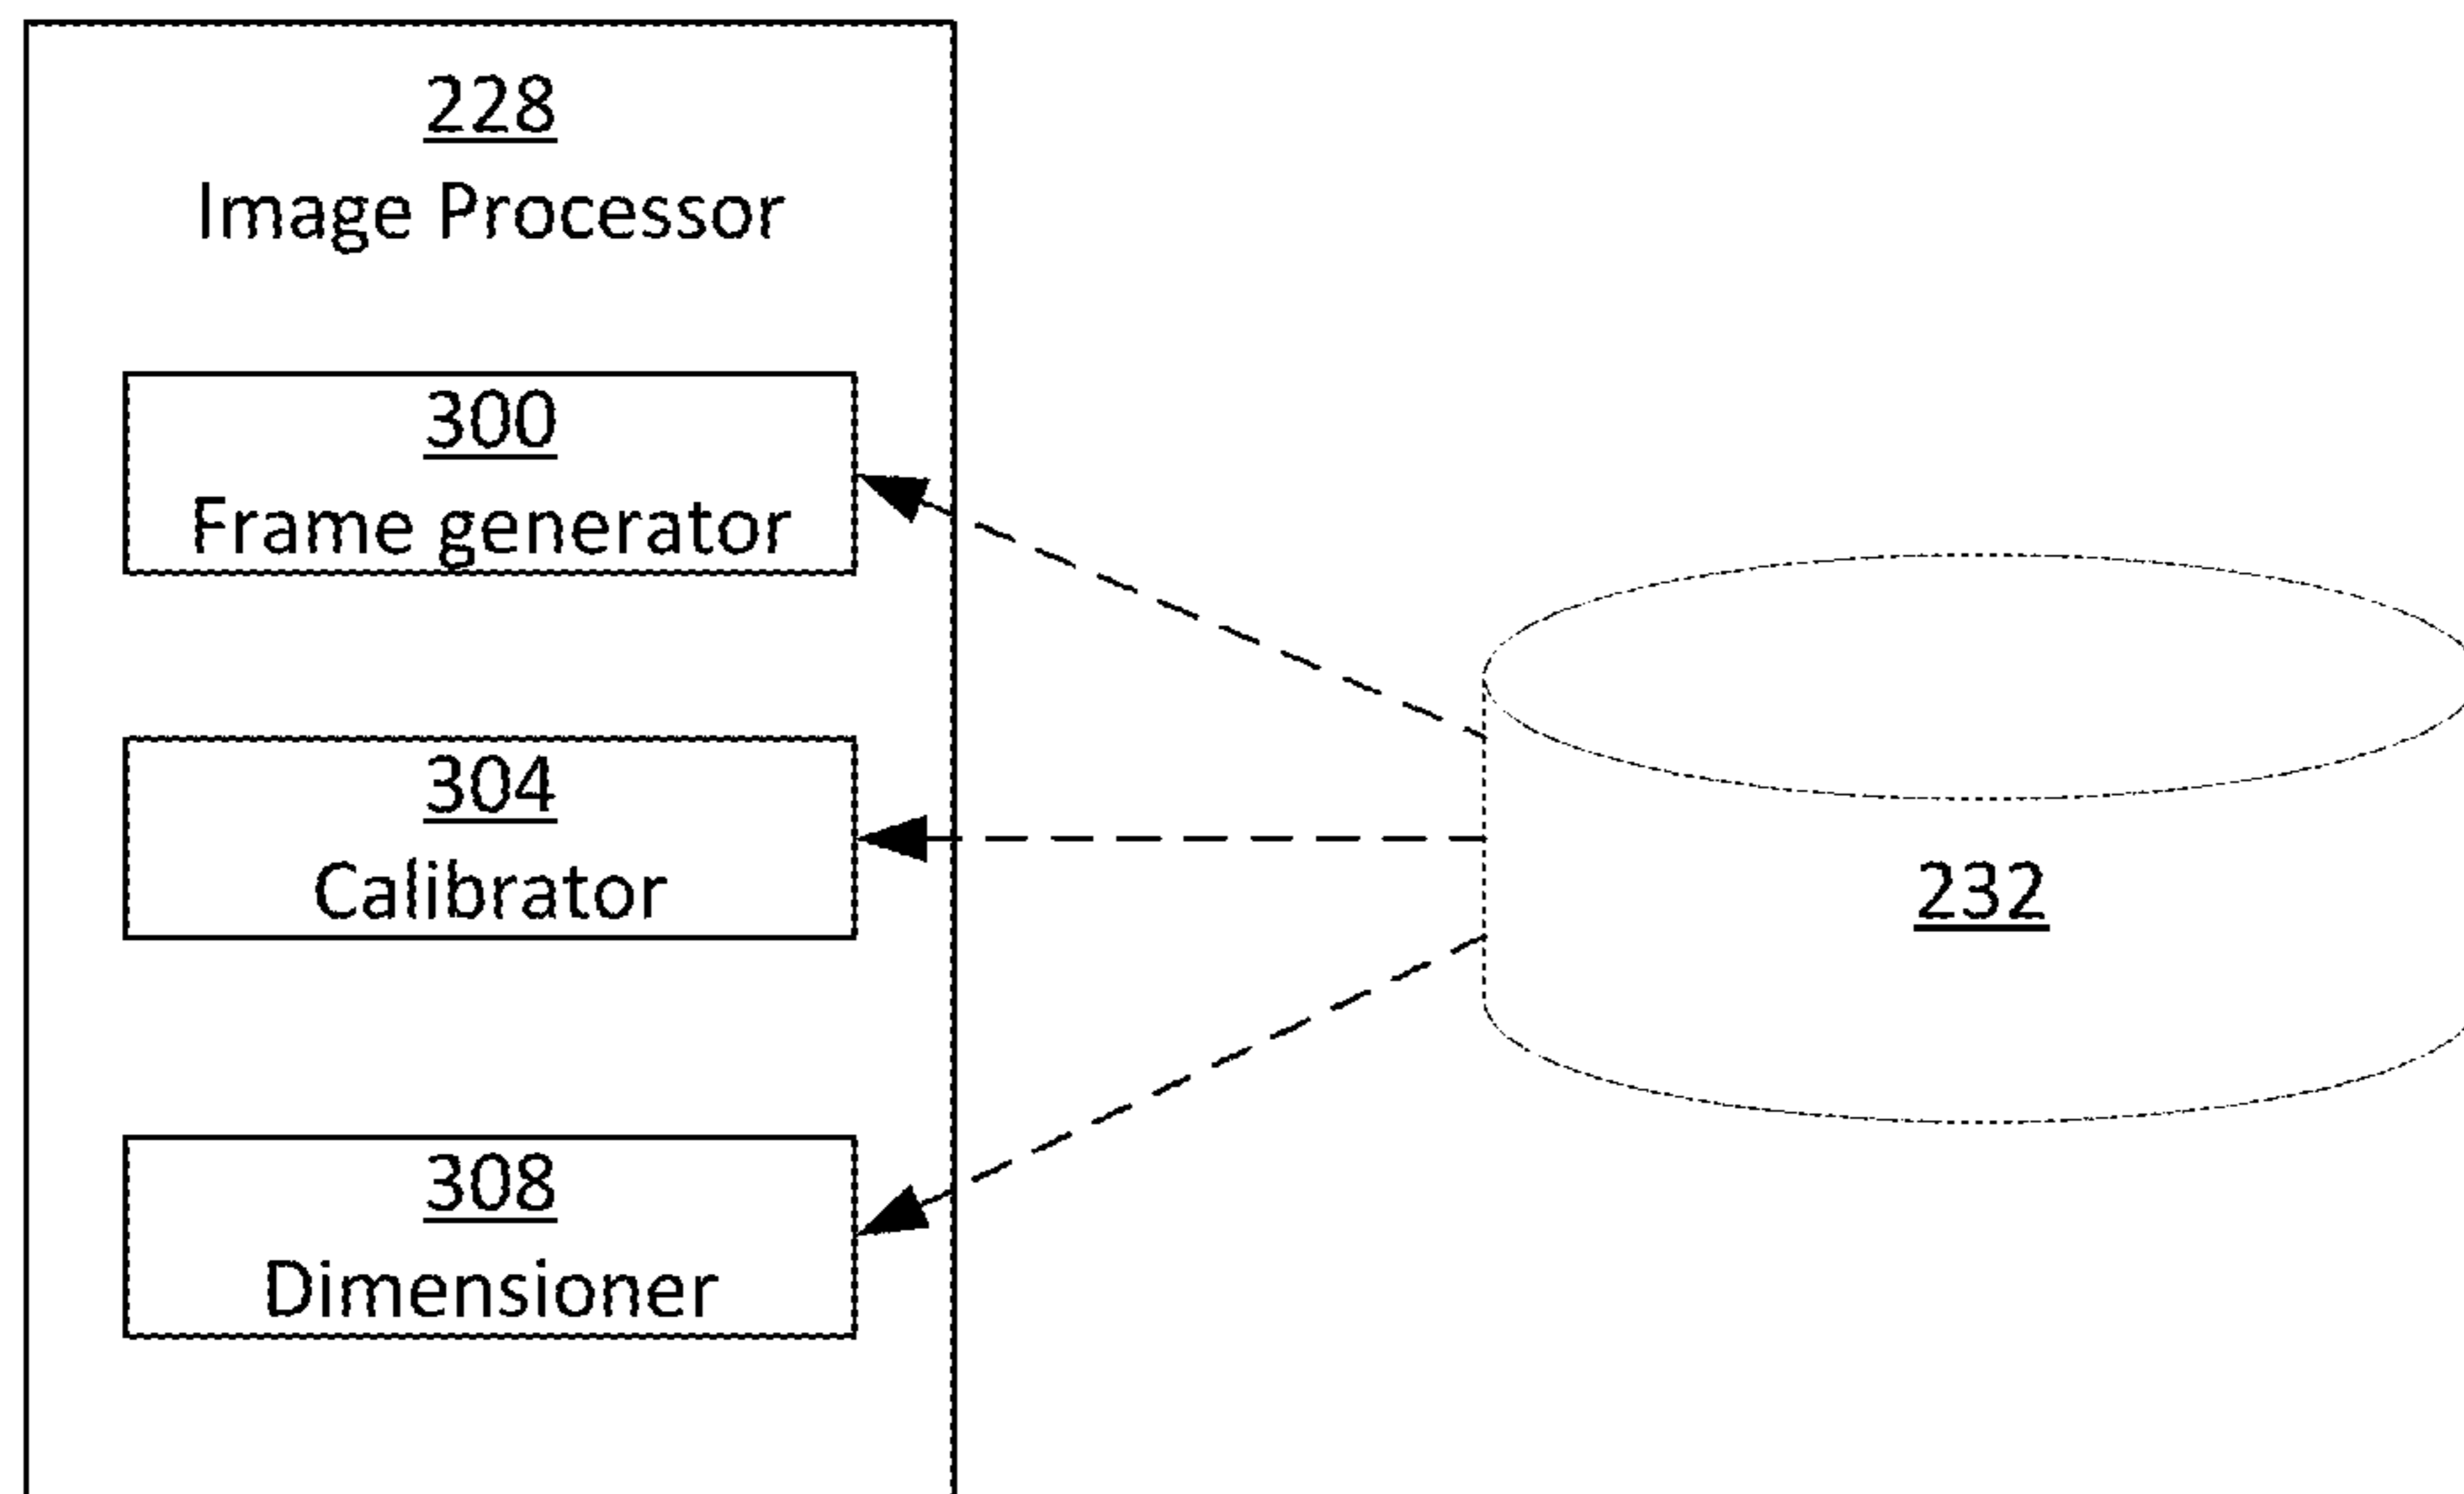 228
Image Processor
300
Frame generator
304
Calibrator
308
Dimensioner
232